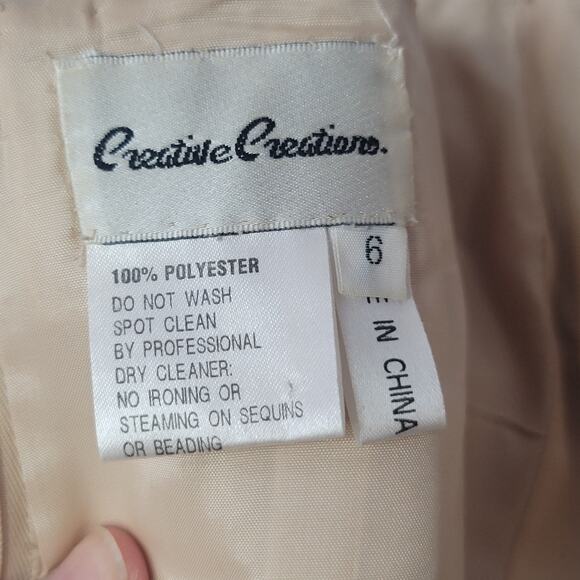 Creative Creations.
6
100% POLYESTER
DO NOT WASH
SPOT CLEAN
BY PROFESSIONAL
DRY CLEANER:
NO IRONING OR
STEAMING ON SEQUINS
OR BEADING
E IN CHINA